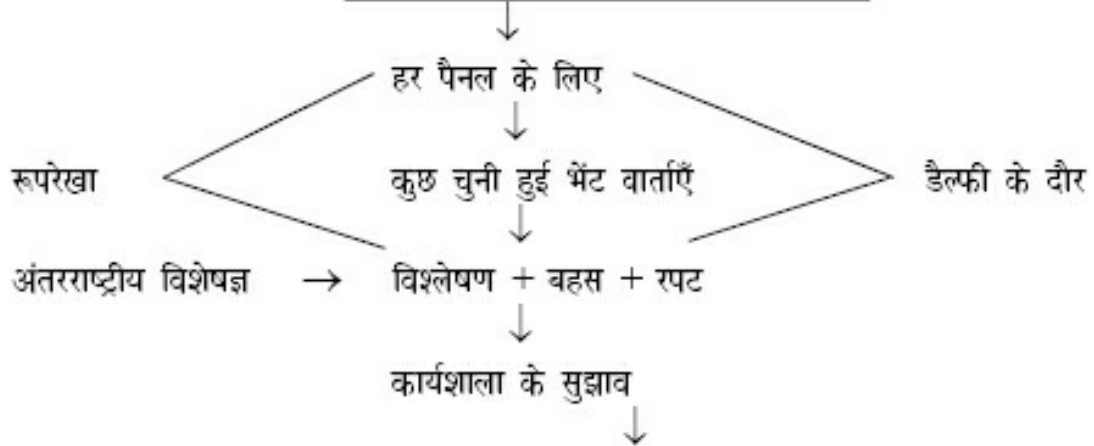 हर पैनल के लिए
रूपरेखा कुछ चुनी हुई भेंट वार्ताएँ डैल्फी के दौर
अंतरराष्ट्रीय विशेषज्ञ → विश्लेषण + बहस + रपट
कार्यशाला के सुझाव